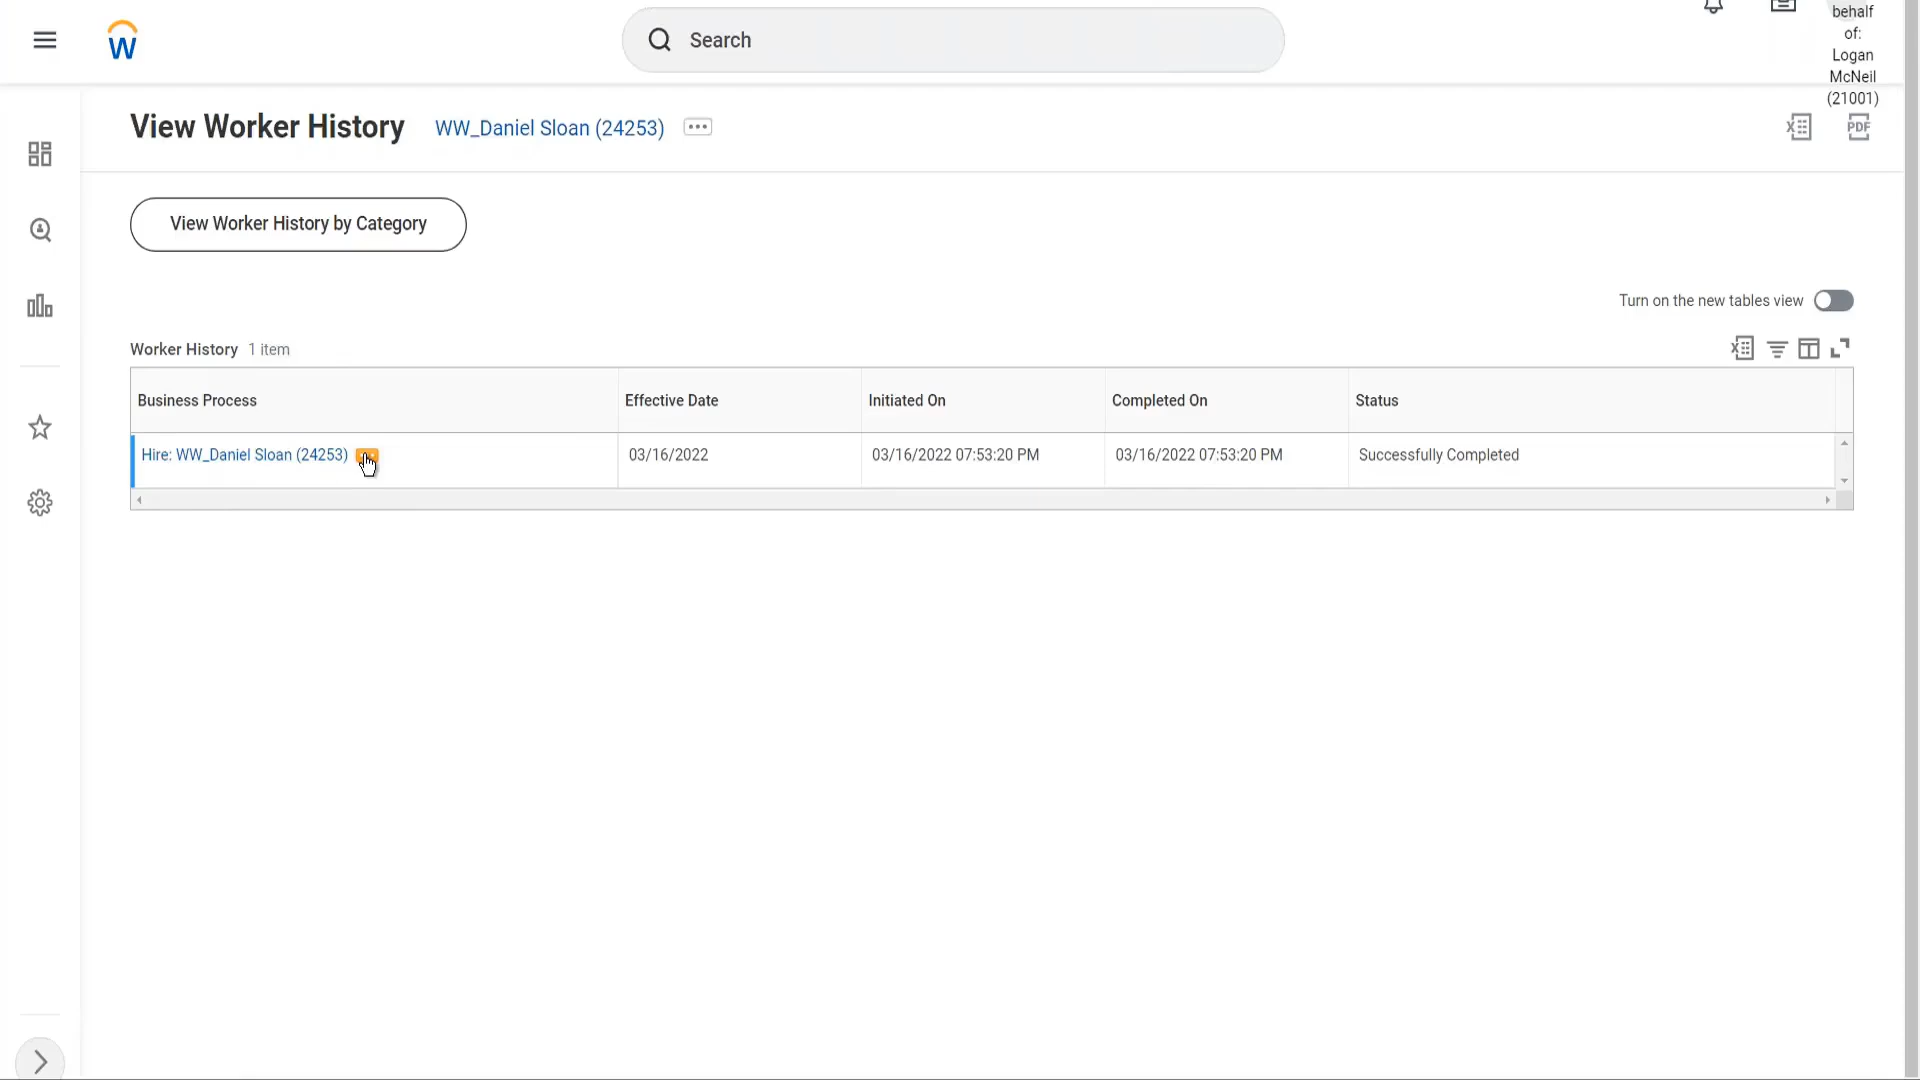 Search
behalf
of:
Logan
McNeil
(21001)
View Worker History WW_Daniel Sloan (24253)
PDF
View Worker History by Category
Turn on the new tables view
Worker History 1 item
Business Process Effective Date Initiated On Completed On Status
Hire: WW_Daniel Sloan (24253) 03/16/2022 03/16/2022 07:53:20 PM 03/16/2022 07:53:20 PM Successfully Completed